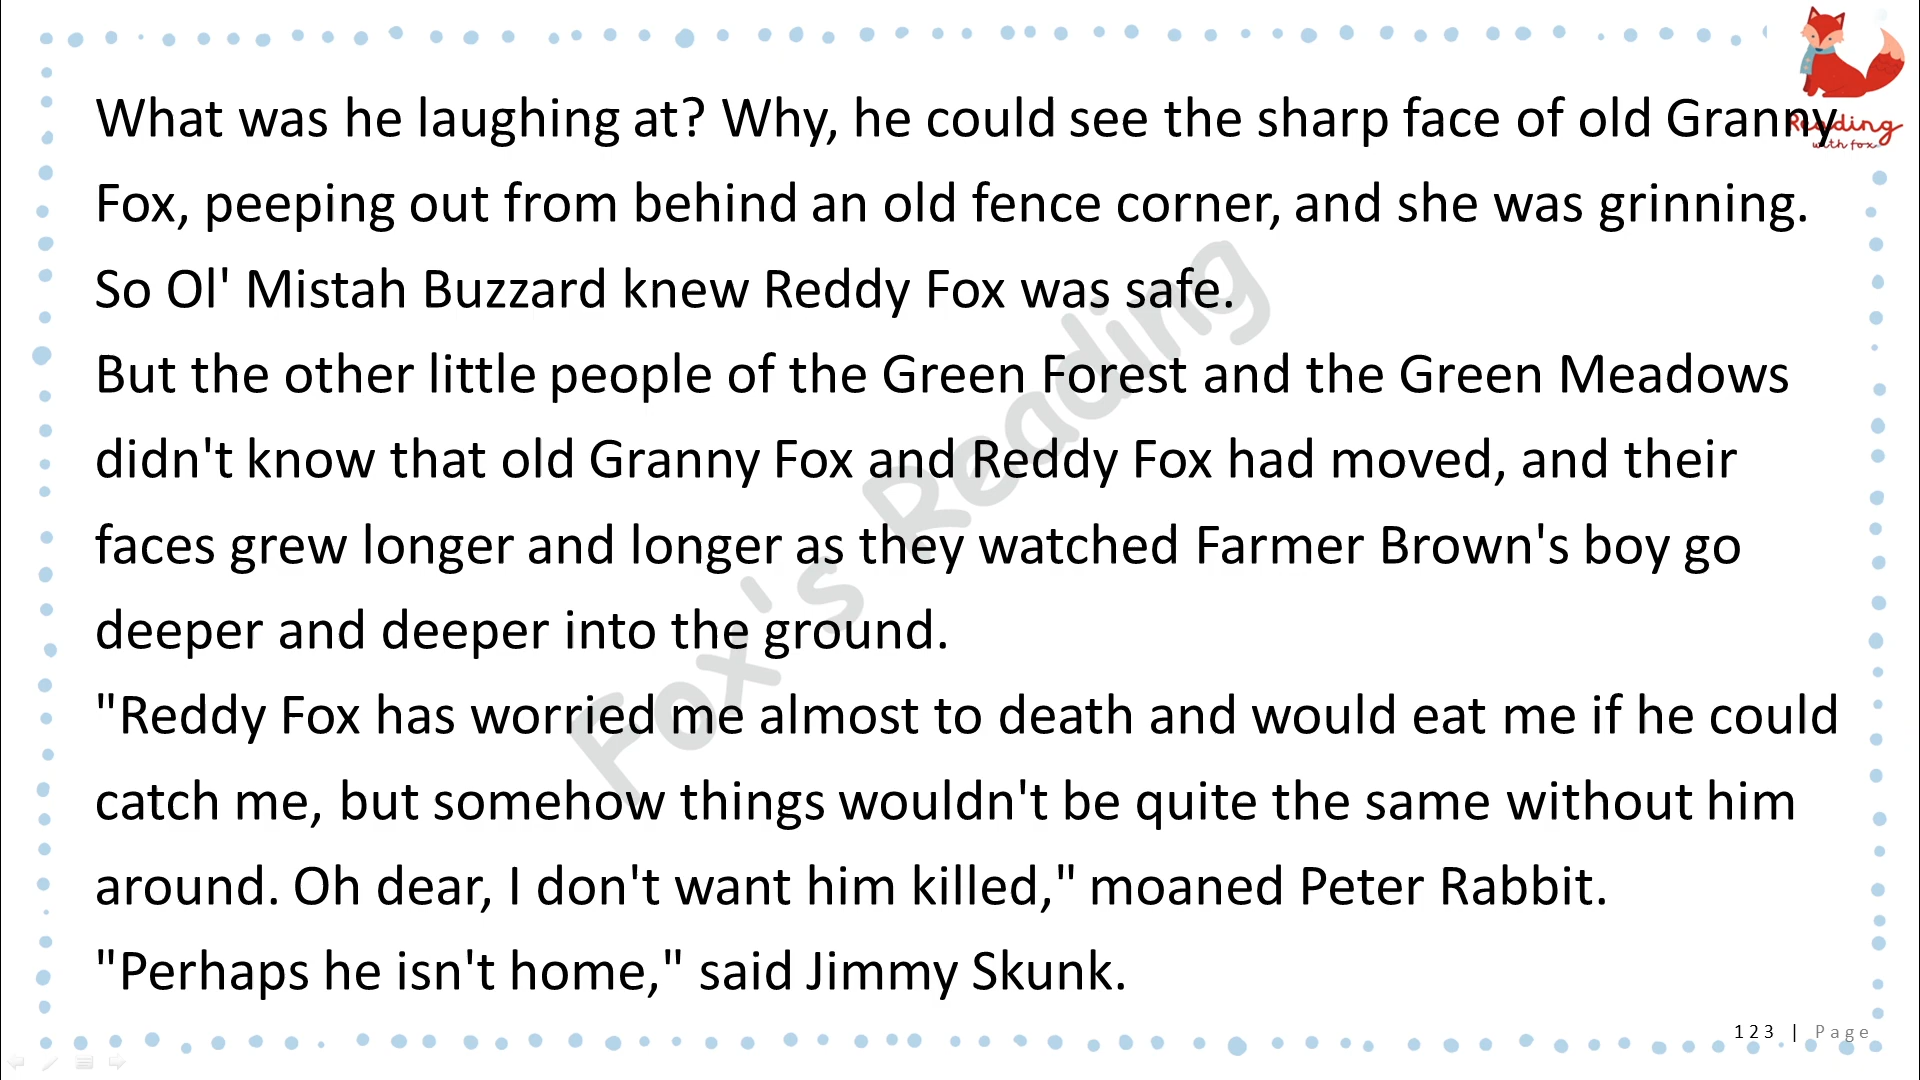 What was he laughing at? Why, he could see the sharp face of old Granny
Fox, peeping out from behind an old fence corner, and she was grinning.
So Ol' Mistah Buzzard knew Reddy Fox was safe.
But the other little people of the Green Forest and the Green Meadows
didn't know that old Granny Fox and Reddy Fox had moved, and their
faces grew longer and longer as they watched Farmer Brown's boy go
deeper and deeper into the ground.
"Reddy Fox has worried me almost to death and would eat me if he could
catch me, but somehow things wouldn't be quite the same without him
around. Oh dear, I don't want him killed," moaned Peter Rabbit.
"Perhaps he isn't home," said Jimmy Skunk.
Reading
with fox
Fox's Reading
123 | Page